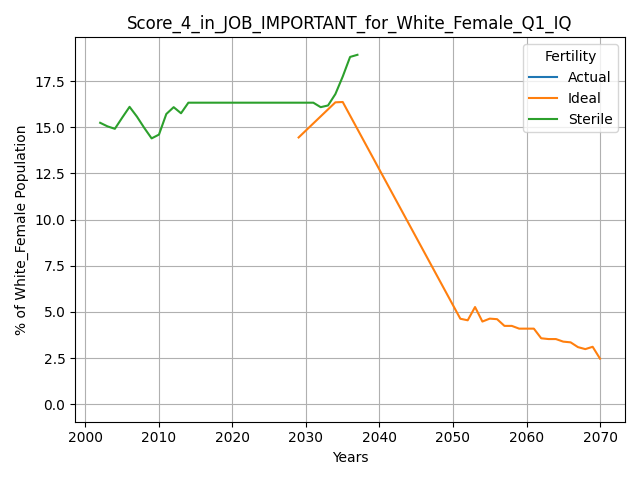 Score_4_in_JOB_IMPORTANT_for_White_Female_Q1_IQ
% of White_Female Population
17.5
15.0
12.5
10.0
7.5
5.0
2.5
0.0
Fertility
Actual
Ideal
Sterile
2000 2010 2020 2030 2040 2050 2060 2070
Years